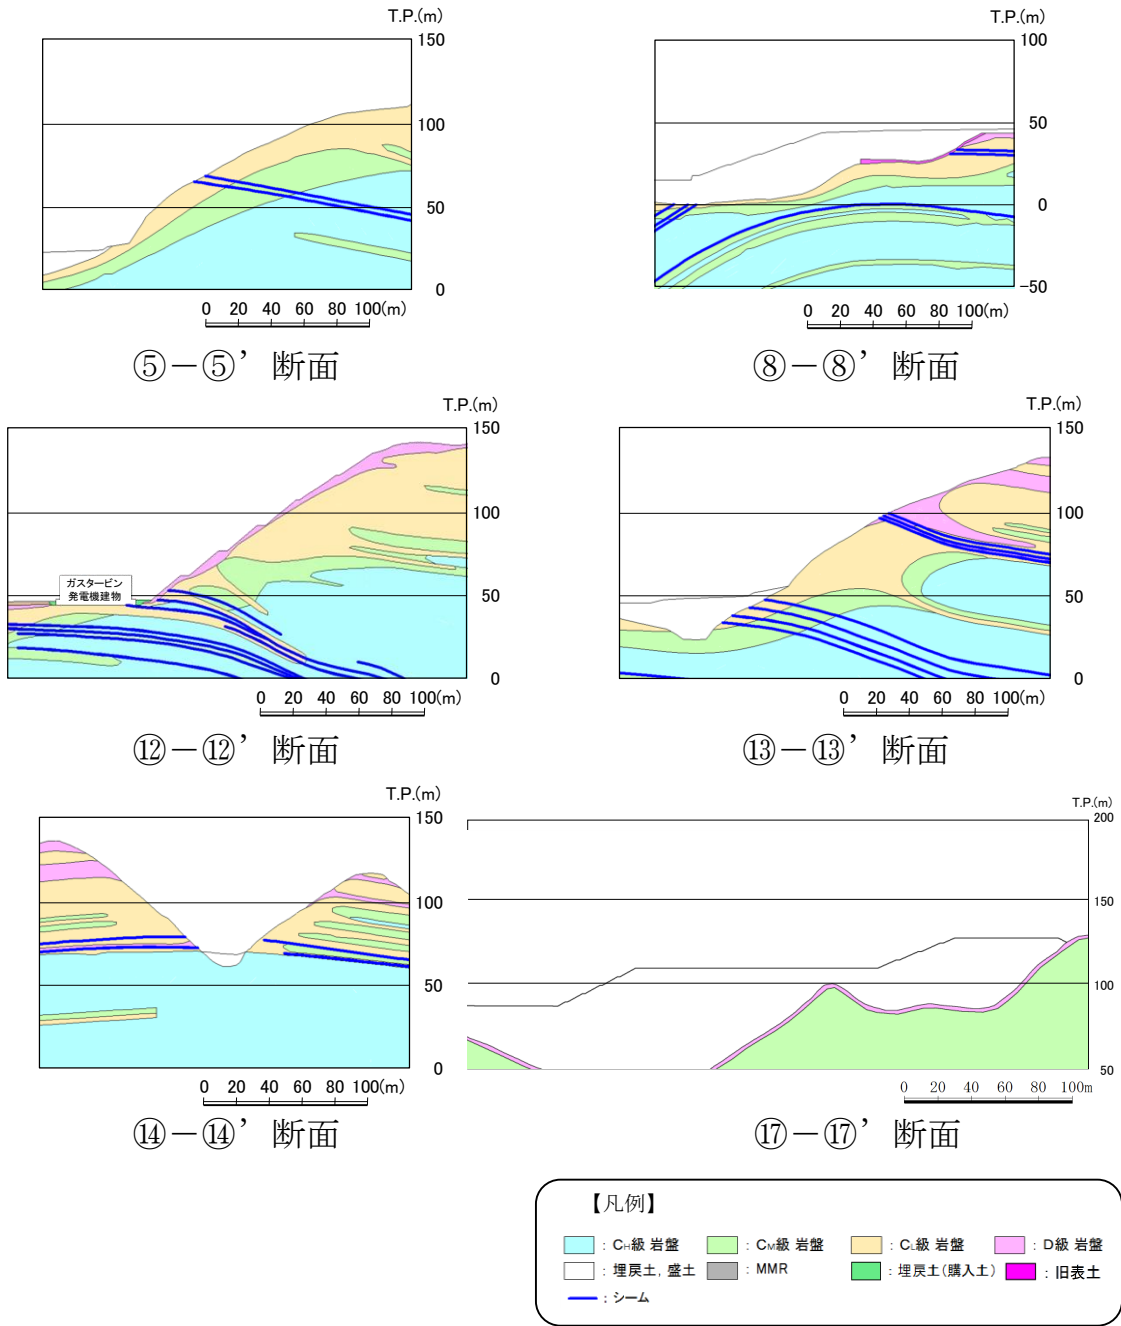 T.P.(m)
150
100
50
0
0 20 40 60 80 100(m)
⑤－⑤’ 断面
T.P.(m)
100
50
0
-50
0 20 40 60 80 100(m)
⑧－⑧’ 断面
T.P.(m)
150
100
50
0
ガスタービン
発電機建物
0 20 40 60 80 100(m)
⑫－⑫’ 断面
T.P.(m)
150
100
50
0
0 20 40 60 80 100(m)
⑬－⑬’ 断面
T.P.(m)
150
100
50
0
0 20 40 60 80 100(m)
⑭－⑭’ 断面
T.P.(m)
200
150
100
50
0 20 40 60 80 100m
⑰－⑰’ 断面
【凡例】
：CH級 岩盤 ：CM級 岩盤 ：CL級 岩盤 ：D級 岩盤
：埋戻土，盛土 ：MMR ：埋戻土(購入土) ：旧表土
：シーム